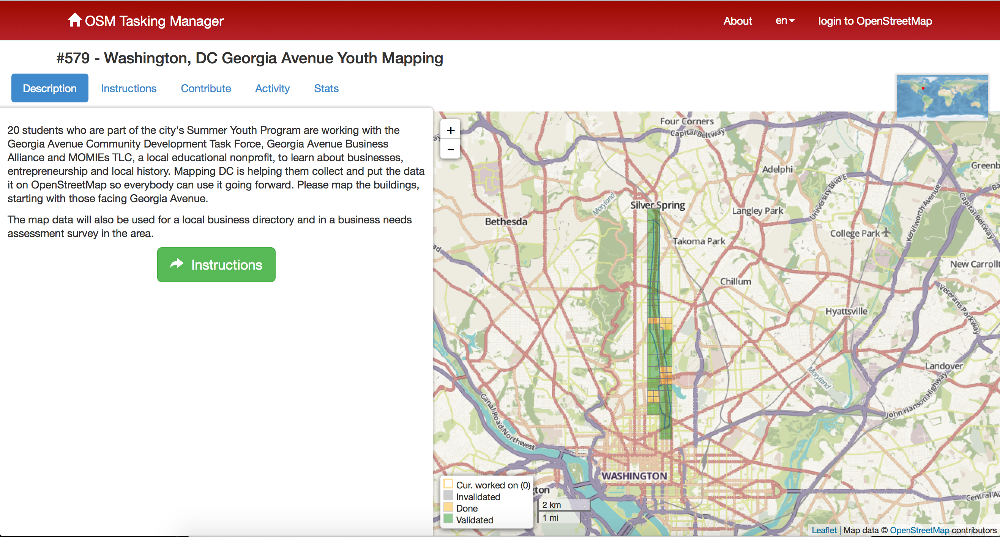 OSM Tasking Manager
About
en
login to OpenStreetMap
#579 - Washington, DC Georgia Avenue Youth Mapping
Description
Instructions
Contribute
Activity
Stats
20 students who are part of the city's Summer Youth Program are working with the
Georgia Avenue Community Development Task Force, Georgia Avenue Business
Alliance and MOMIEs TLC, a local educational nonprofit, to learn about businesses,
entrepreneurship and local history. Mapping DC is helping them collect and put the data
it on OpenStreetMap so everybody can use it going forward. Please map the buildings,
starting with those facing Georgia Avenue.
The map data will also be used for a local business directory and in a business needs
assessment survey in the area.
Instructions
+
−
Four Corners
Capital Beltway
Adelphi
Greenb
University Blvd E
Kenilworth Avenue
Capital Beltway
Maryland
Silver Spring
Langley Park
Bethesda
College Park
Takoma Park
New Carrollt
Chillum
Veterans Parkway
Hyattsville
Landover
Maryland
John Hanson Highway
Canal Road Northwest
WASHINGTON
gton
Central Av
Cur. worked on (0)
Invalidated
Done
Validated
2 km
1 mi
Leaflet | Map data © OpenStreetMap contributors